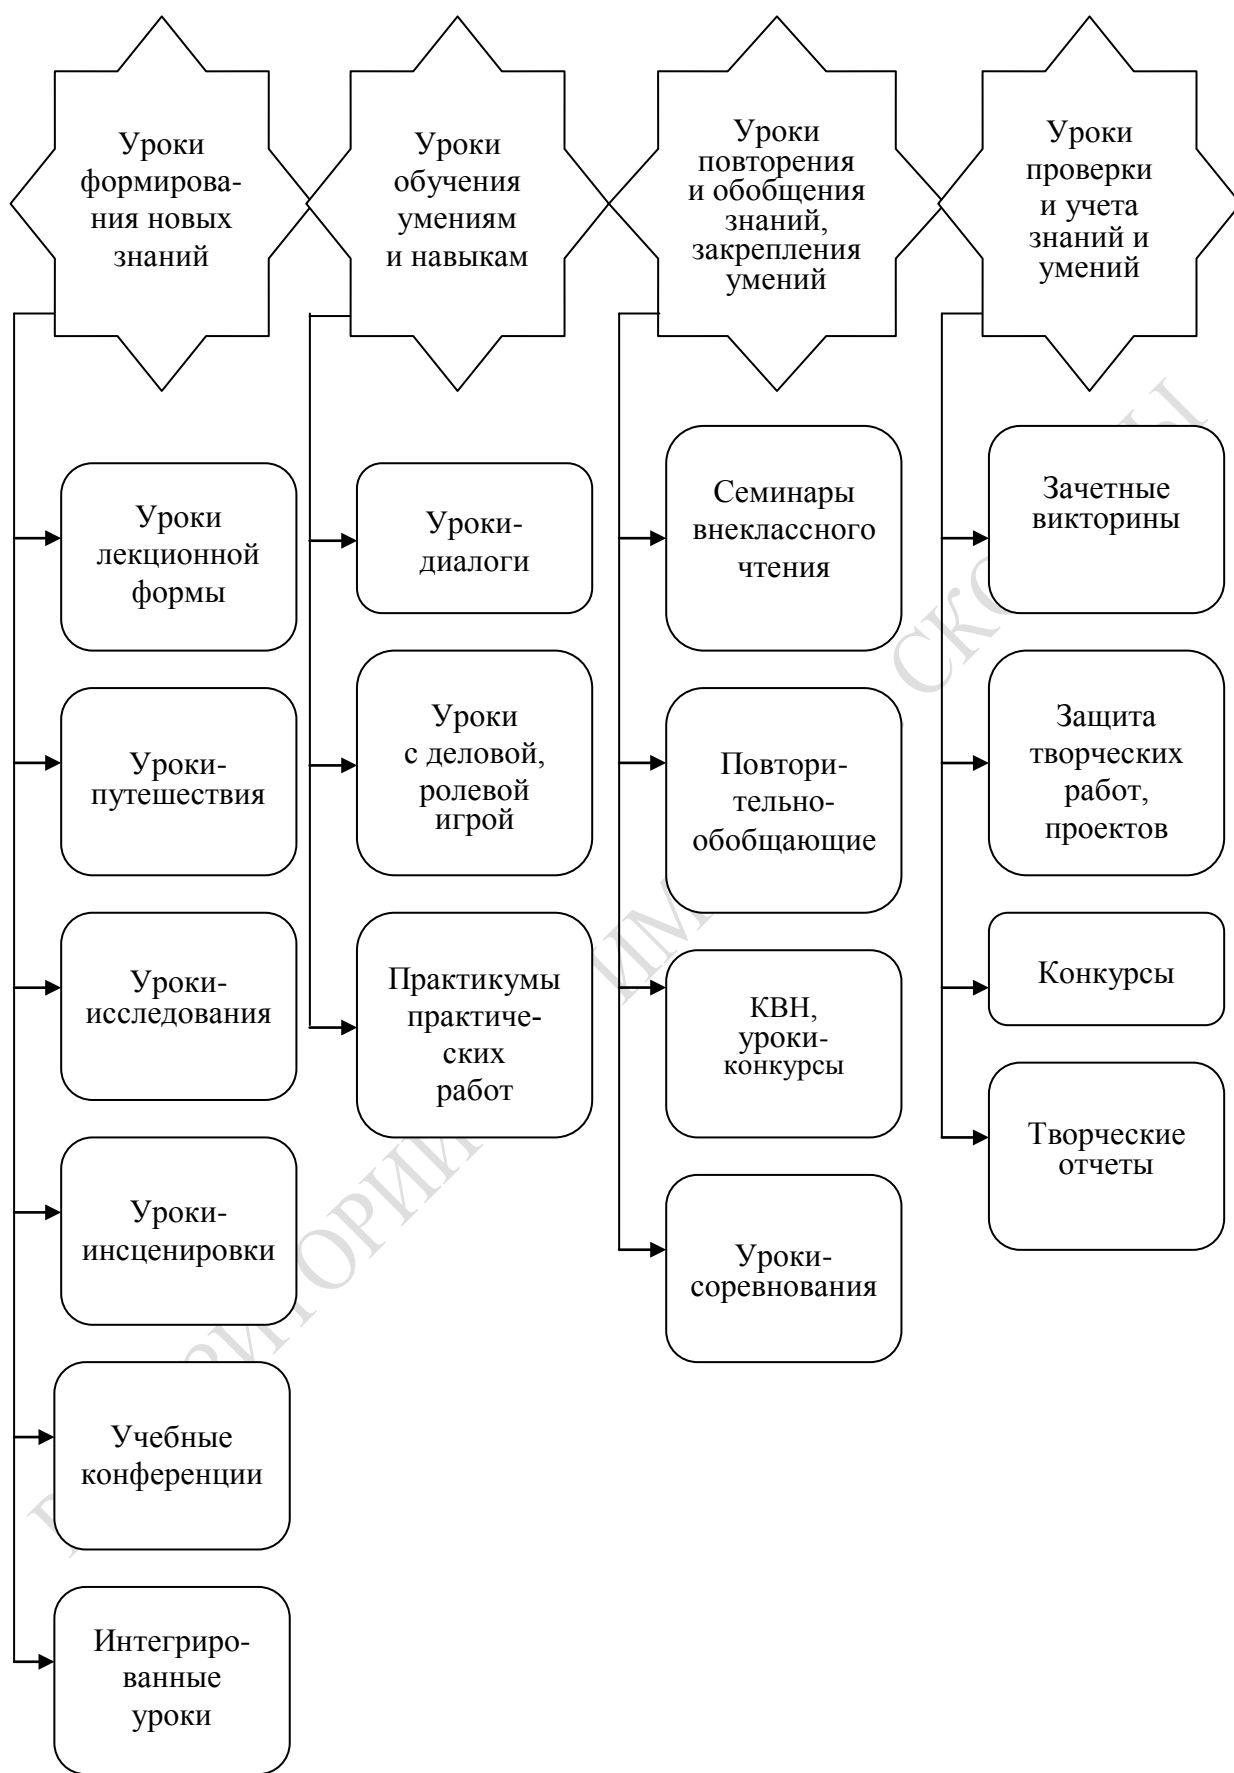 Уроки
формирова-
ния новых
знаний
Уроки
обучения
умениям
и навыкам
Уроки
повторения
и обобщения
знаний,
закрепления
умений
Уроки
проверки
и учета
знаний и
умений
Уроки
лекционной
формы
Уроки-
путешествия
Уроки-
исследования
Уроки-
инсценировки
Учебные
конференции
Интегриро-
ванные
уроки
Уроки-
диалоги
Уроки
с деловой,
ролевой
игрой
Практикумы
практиче-
ских
работ
Семинары
внеклассного
чтения
Повтори-
тельно-
обобщающие
КВН,
уроки-
конкурсы
Уроки-
соревнования
Зачетные
викторины
Защита
творческих
работ,
проектов
Конкурсы
Творческие
отчеты